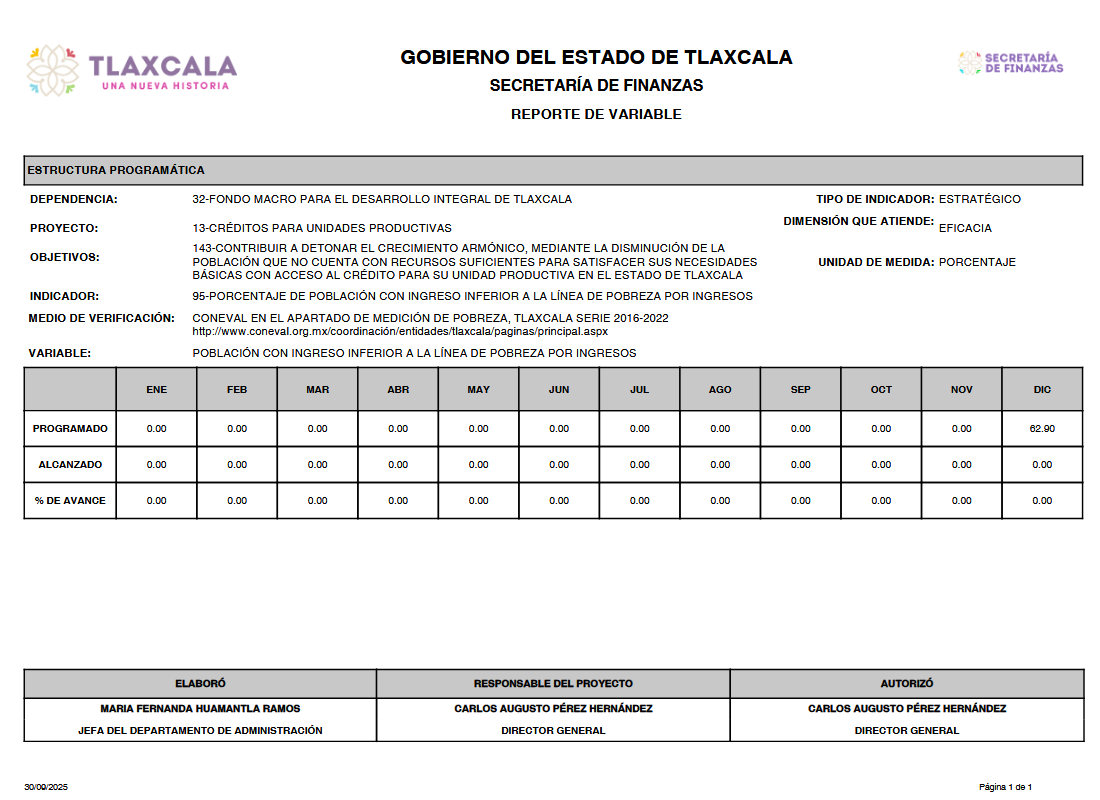 TLAXCALA
UNA NUEVA HISTORIA
GOBIERNO DEL ESTADO DE TLAXCALA
SECRETARÍA DE FINANZAS
REPORTE DE VARIABLE
SECRETARÍA
DE FINANZAS
ESTRUCTURA PROGRAMÁTICA
DEPENDENCIA: 32-FONDO MACRO PARA EL DESARROLLO INTEGRAL DE TLAXCALA TIPO DE INDICADOR: ESTRATÉGICO
PROYECTO: 13-CRÉDITOS PARA UNIDADES PRODUCTIVAS DIMENSIÓN QUE ATIENDE: EFICACIA
OBJETIVOS: 143-CONTRIBUIR A DETONAR EL CRECIMIENTO ARMÓNICO, MEDIANTE LA DISMINUCIÓN DE LA
POBLACIÓN QUE NO CUENTA CON RECURSOS SUFICIENTES PARA SATISFACER SUS NECESIDADES
BÁSICAS CON ACCESO AL CRÉDITO PARA SU UNIDAD PRODUCTIVA EN EL ESTADO DE TLAXCALA
UNIDAD DE MEDIDA: PORCENTAJE
INDICADOR: 95-PORCENTAJE DE POBLACIÓN CON INGRESO INFERIOR A LA LÍNEA DE POBREZA POR INGRESOS
MEDIO DE VERIFICACIÓN: CONEVAL EN EL APARTADO DE MEDICIÓN DE POBREZA, TLAXCALA SERIE 2016-2022
http://www.coneval.org.mx/coordinación/entidades/tlaxcala/paginas/principal.aspx
VARIABLE: POBLACIÓN CON INGRESO INFERIOR A LA LÍNEA DE POBREZA POR INGRESOS
ENE FEB MAR ABR MAY JUN JUL AGO SEP OCT NOV DIC
PROGRAMADO 0.00 0.00 0.00 0.00 0.00 0.00 0.00 0.00 0.00 0.00 0.00 62.90
ALCANZADO 0.00 0.00 0.00 0.00 0.00 0.00 0.00 0.00 0.00 0.00 0.00 0.00
% DE AVANCE 0.00 0.00 0.00 0.00 0.00 0.00 0.00 0.00 0.00 0.00 0.00 0.00
ELABORÓ RESPONSABLE DEL PROYECTO AUTORIZÓ
MARIA FERNANDA HUAMANTLA RAMOS CARLOS AUGUSTO PÉREZ HERNÁNDEZ CARLOS AUGUSTO PÉREZ HERNÁNDEZ
JEFA DEL DEPARTAMENTO DE ADMINISTRACIÓN DIRECTOR GENERAL DIRECTOR GENERAL
30/09/2025 Página 1 de 1